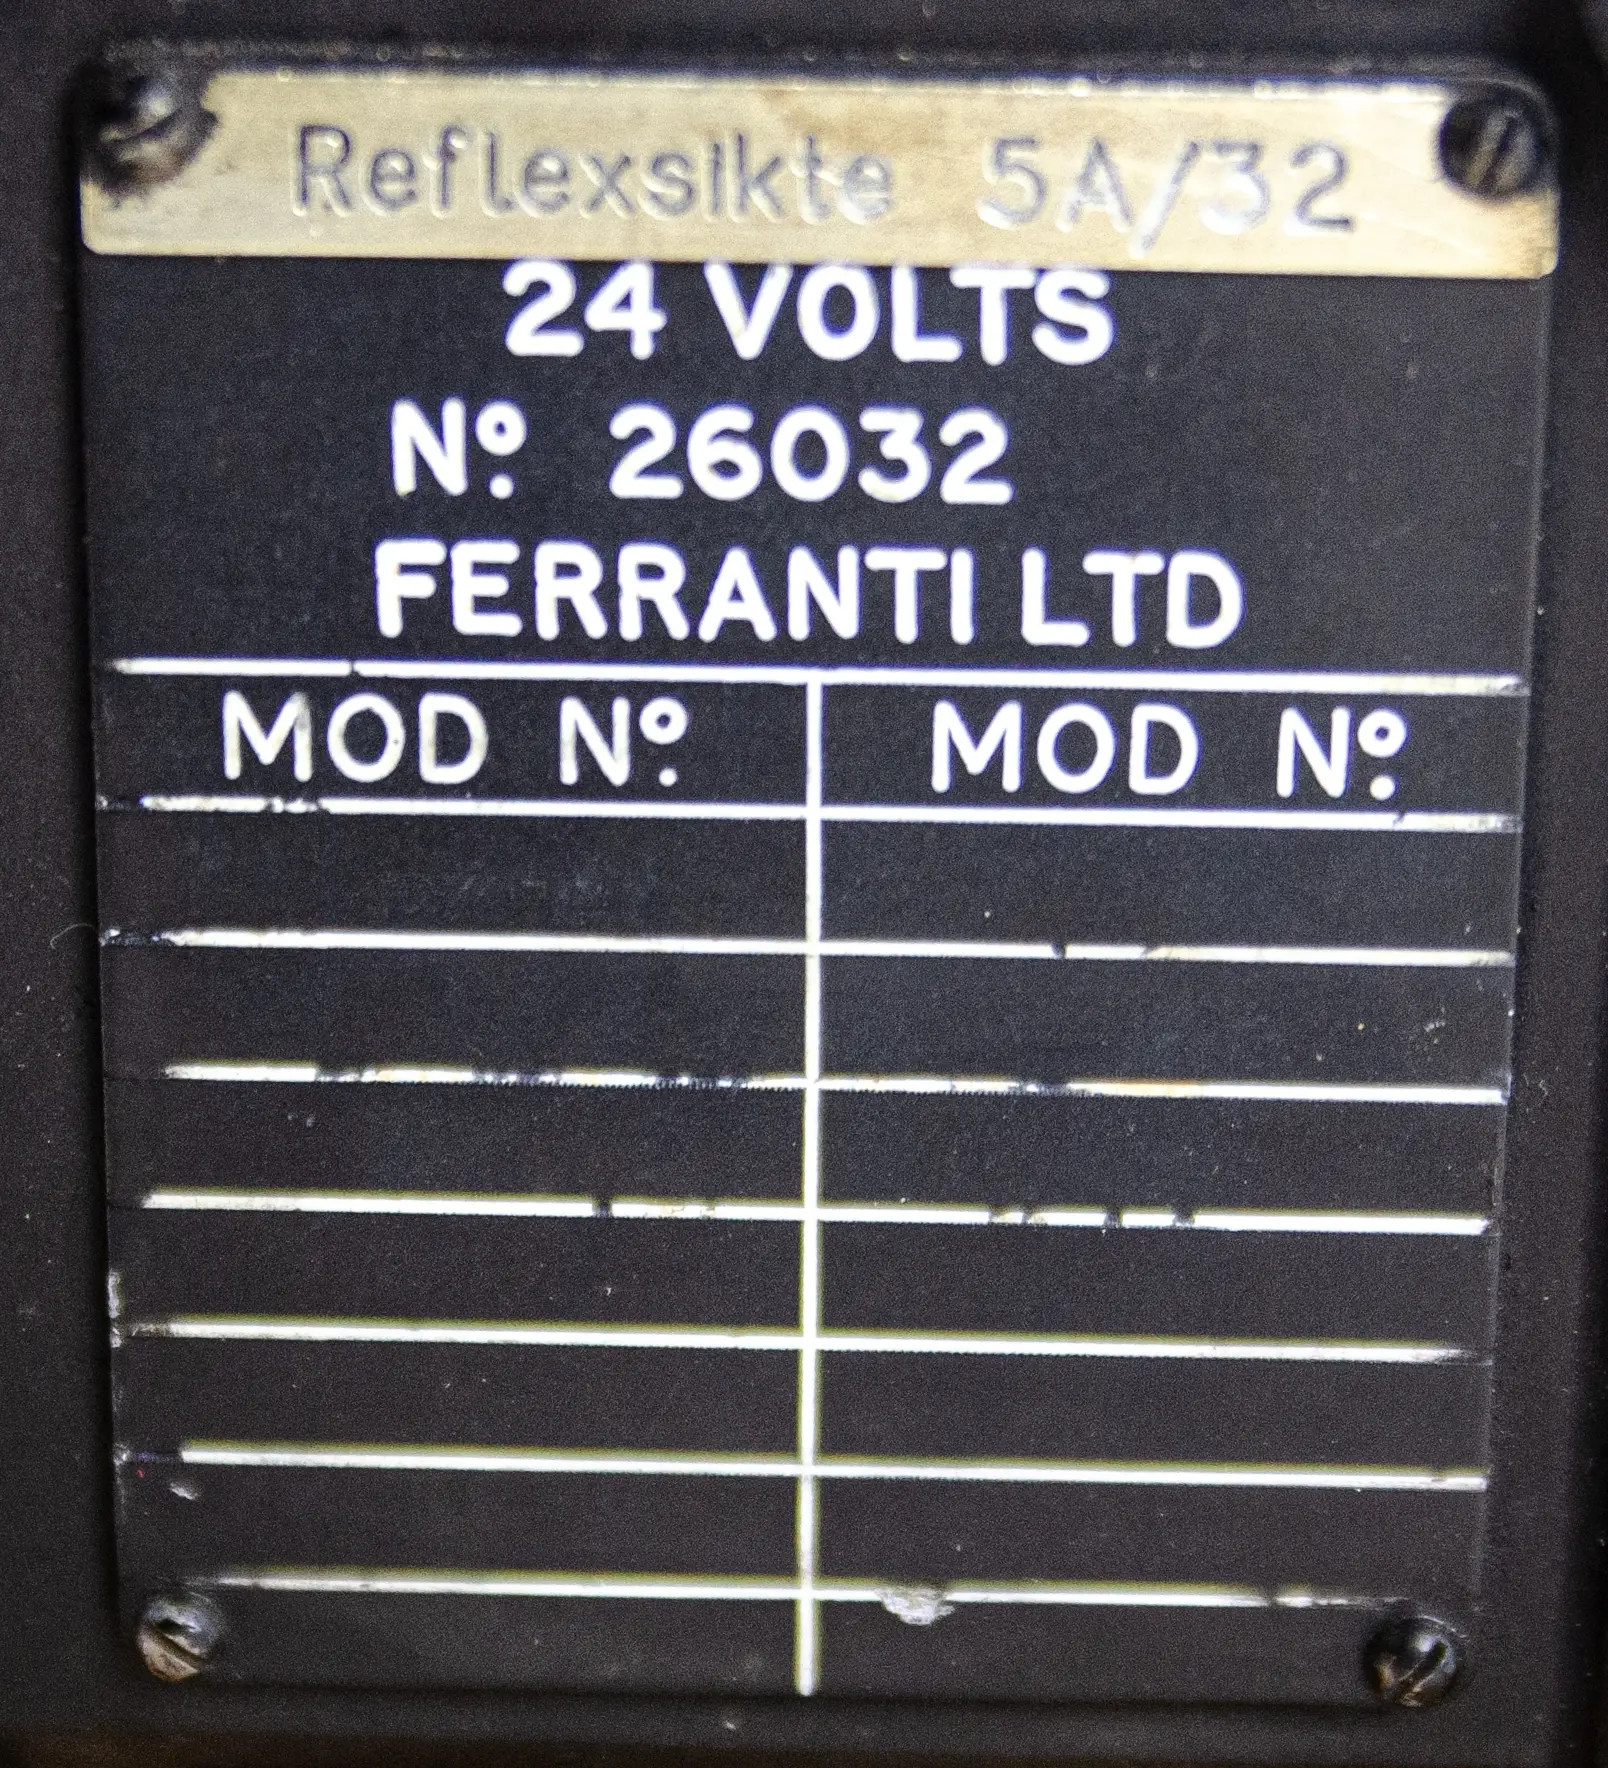 Reflexsikte 5A/32
24 VOLTS
Nº. 26032
FERRANTI LTD
MOD Nº. MOD Nº.